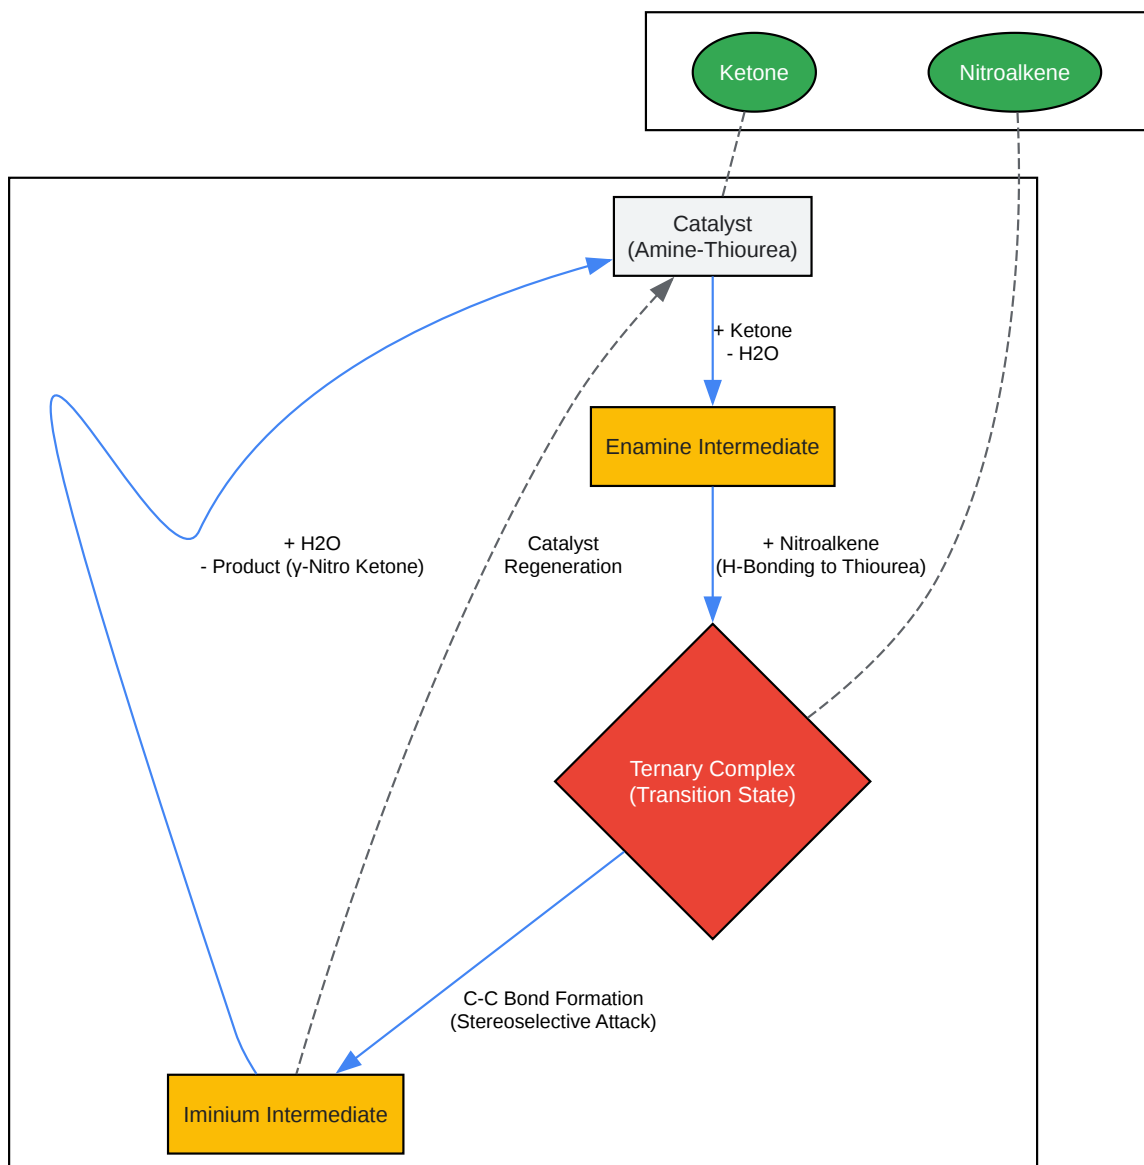 Ketone
Nitroalkene
Catalyst
(Amine-Thiourea)
+ Ketone
- H2O
Enamine Intermediate
+ H2O
- Product (γ-Nitro Ketone)
Catalyst
Regeneration
+ Nitroalkene
(H-Bonding to Thiourea)
Ternary Complex
(Transition State)
C-C Bond Formation
(Stereoselective Attack)
Iminium Intermediate